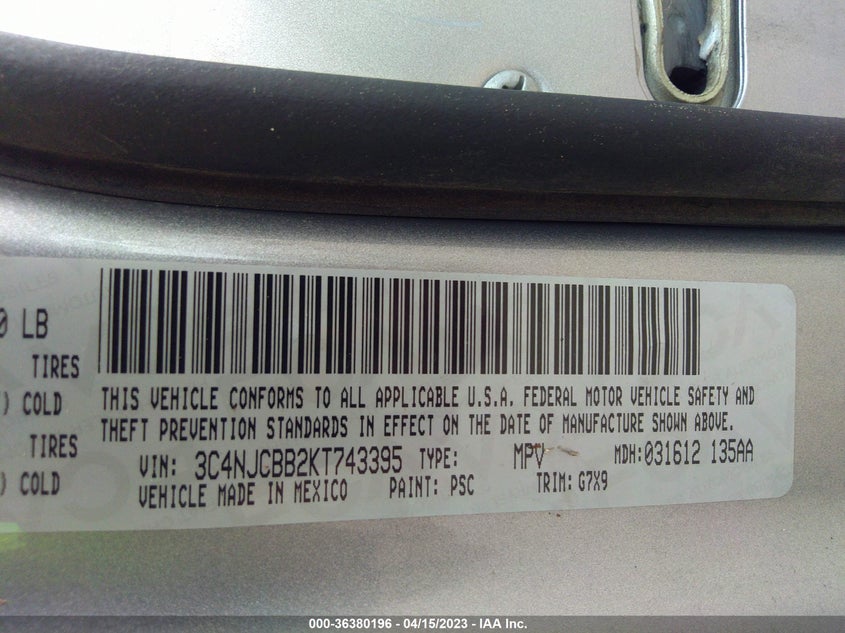 0 LB
TIRES
) COLD
TIRES
) COLD
THIS VEHICLE CONFORMS TO ALL APPLICABLE U.S.A. FEDERAL MOTOR VEHICLE SAFETY AND
THEFT PREVENTION STANDARDS IN EFFECT ON THE DATE OF MANUFACTURE SHOWN ABOVE.
VIN: 3C4NJCBB2KT743395 TYPE: MPV MDH:031612 135AA
VEHICLE MADE IN MEXICO PAINT: PSC TRIM: G7X9
000-36380196 - 04/15/2023 - IAA Inc.